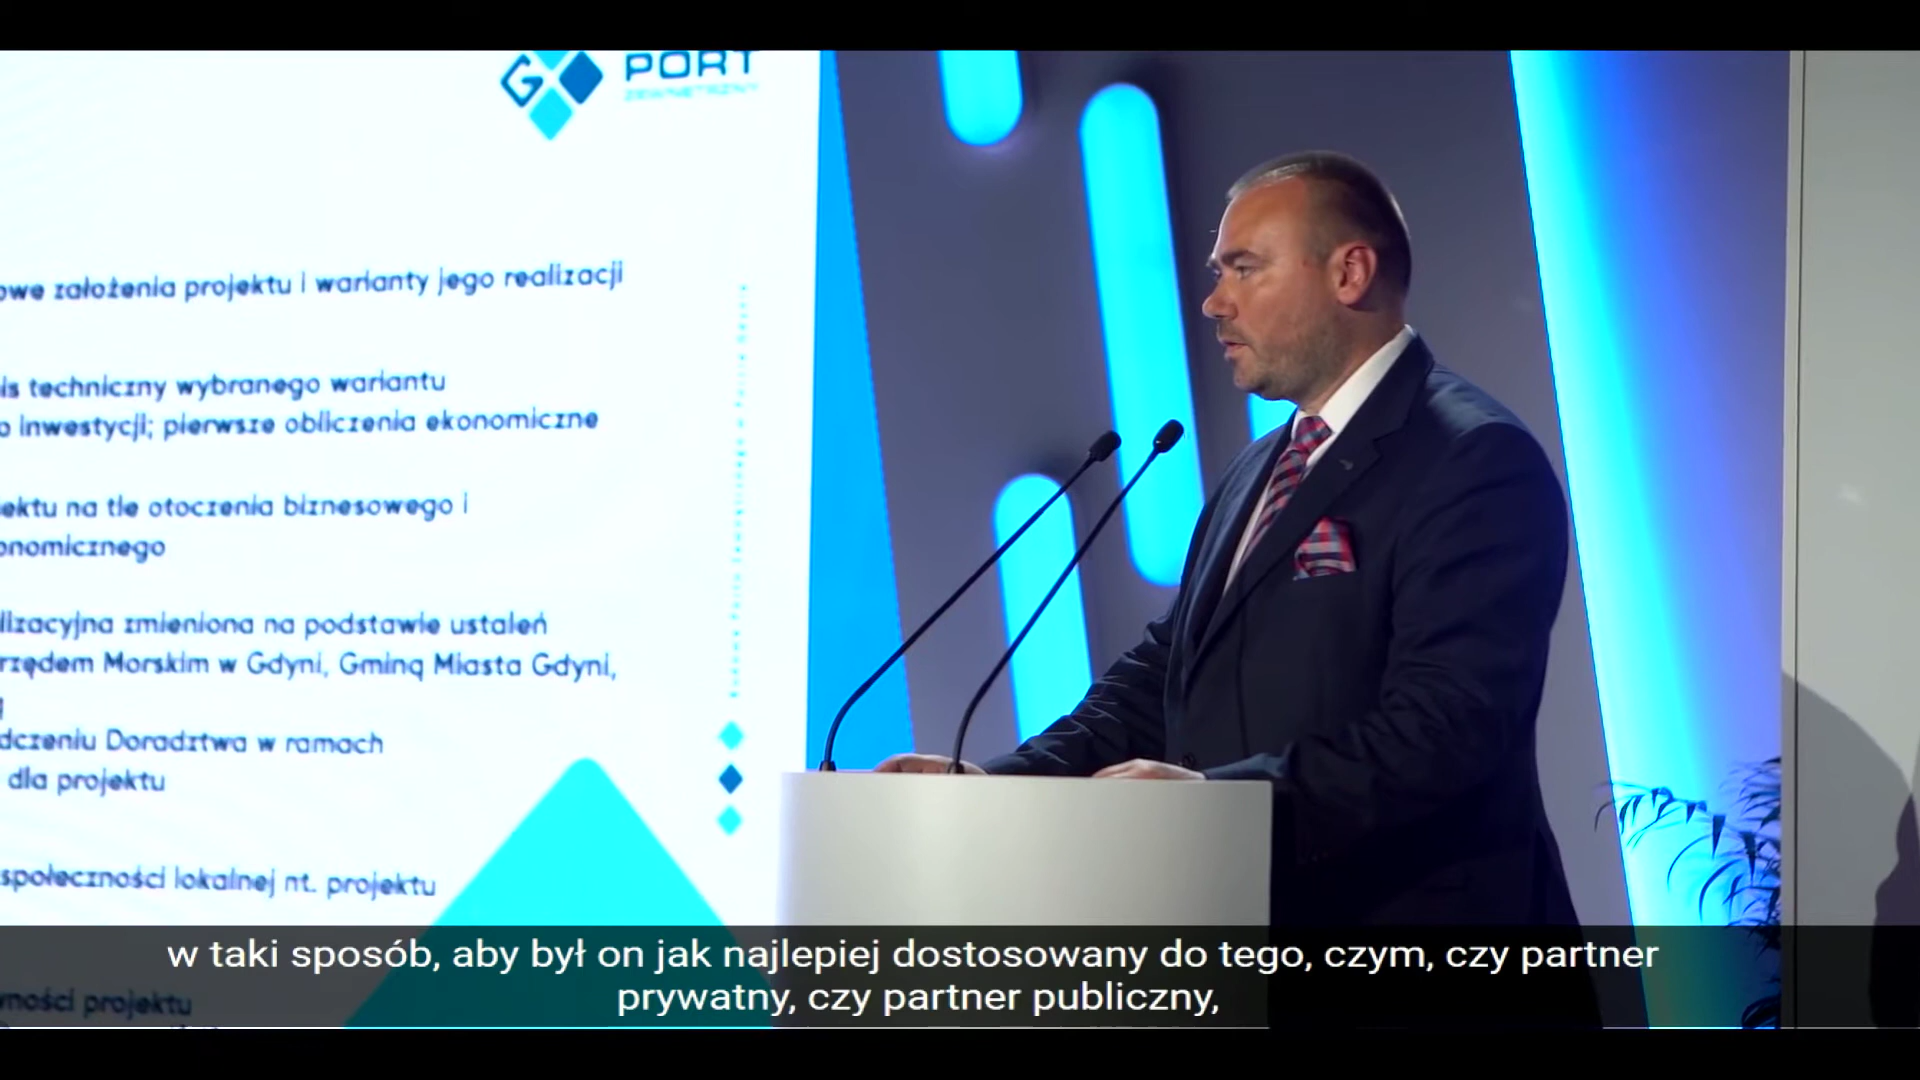 G PORT
ZEWNĘTRZNY
owe założenia projektu i warianty jego realizacji
is techniczny wybranego wariantu
o inwestycji; pierwsze obliczenia ekonomiczne
ektu na tle otoczenia biznesowego i
onomicznego
lizacyjna zmieniona na podstawie ustaleń
rzędem Morskim w Gdyni, Gminą Miasta Gdyni,
dczeniu Doradztwa w ramach
dla projektu
społeczności lokalnej nt. projektu
wności projektu
w taki sposób, aby był on jak najlepiej dostosowany do tego, czym, czy partner
prywatny, czy partner publiczny,